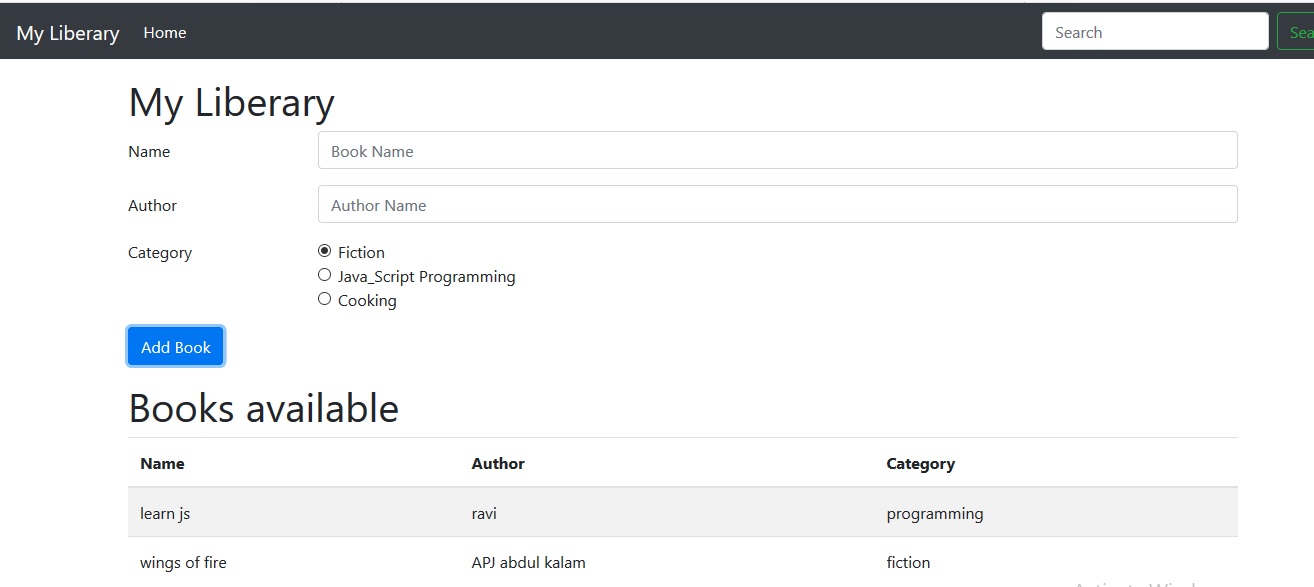 My Liberary Home Search Sea
My Liberary
Name Book Name
Author Author Name
Category Fiction
Java_Script Programming
Cooking
Add Book
Books available
Name Author Category
learn js ravi programming
wings of fire APJ abdul kalam fiction